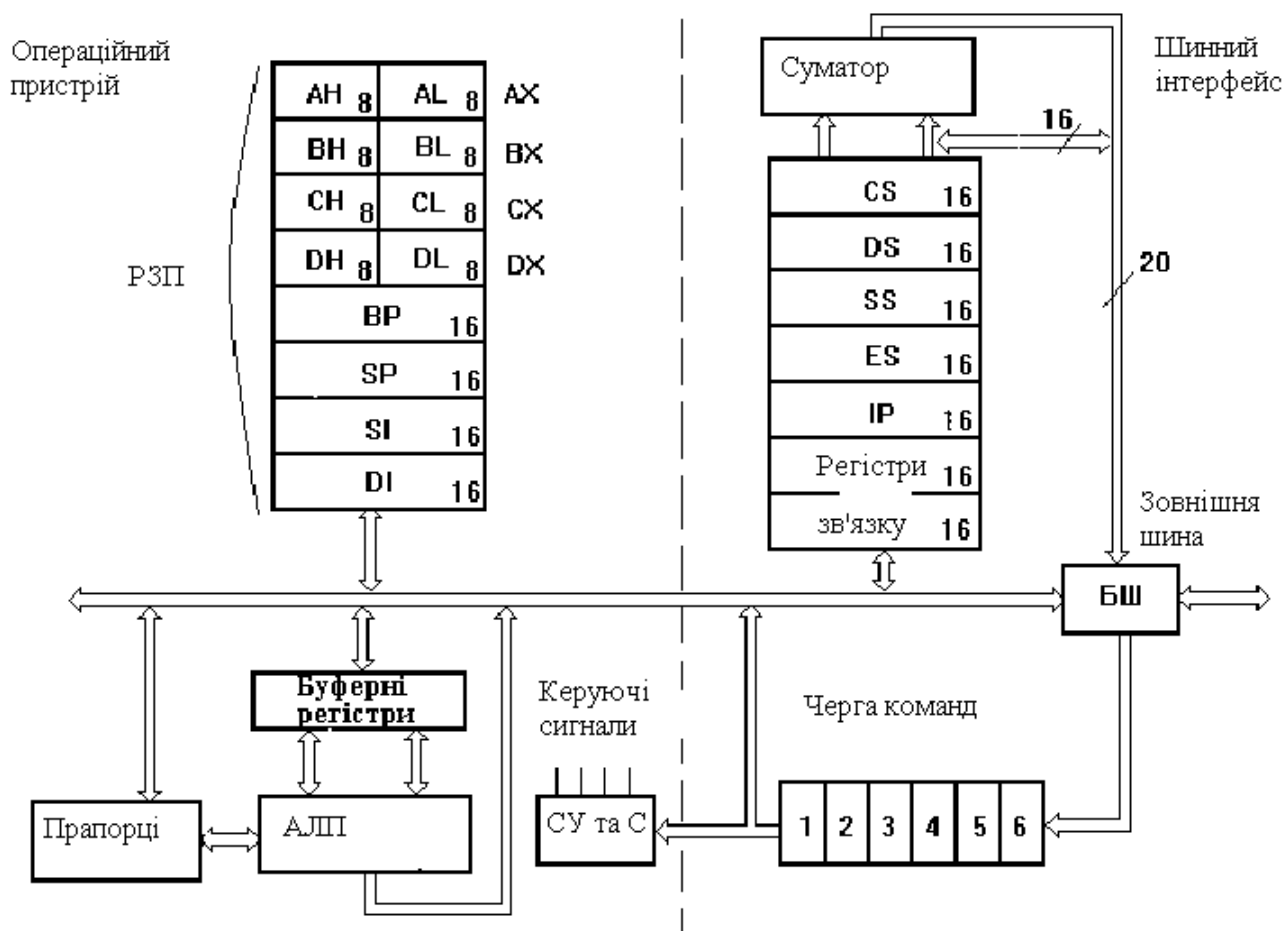 Операційний
пристрій
РЗП
AH 8 AL 8 AX
BH 8 BL 8 BX
CH 8 CL 8 CX
DH 8 DL 8 DX
BP 16
SP 16
SI 16
DI 16
Суматор
Шинний
інтерфейс
16
20
CS 16
DS 16
SS 16
ES 16
IP 16
Регістри 16
зв'язку 16
Зовнішня
шина
БШ
Буферні
регістри
Керуючі
сигнали
Черга команд
Прапорці
АЛП
СУ та С
1 2 3 4 5 6